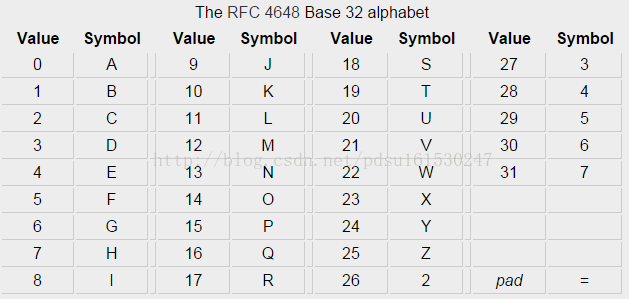 The RFC 4648 Base 32 alphabet
Value Symbol Value Symbol Value Symbol Value Symbol
0 A 9 J 18 S 27 3
1 B 10 K 19 T 28 4
2 C 11 L 20 U 29 5
3 D 12 M 21 V 30 6
http://blog.csdn.net/pdsu161530247
4 E 13 N 22 W 31 7
5 F 14 O 23 X
6 G 15 P 24 Y
7 H 16 Q 25 Z
8 I 17 R 26 2 pad =